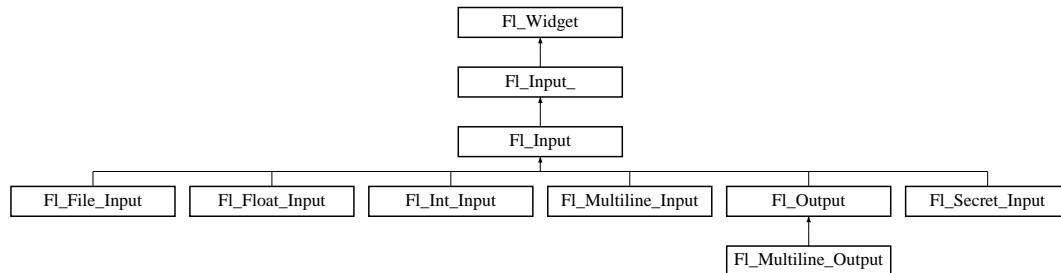 Fl_Widget
Fl_Input_
Fl_Input
Fl_File_Input Fl_Float_Input Fl_Int_Input Fl_Multiline_Input Fl_Output Fl_Secret_Input
Fl_Multiline_Output